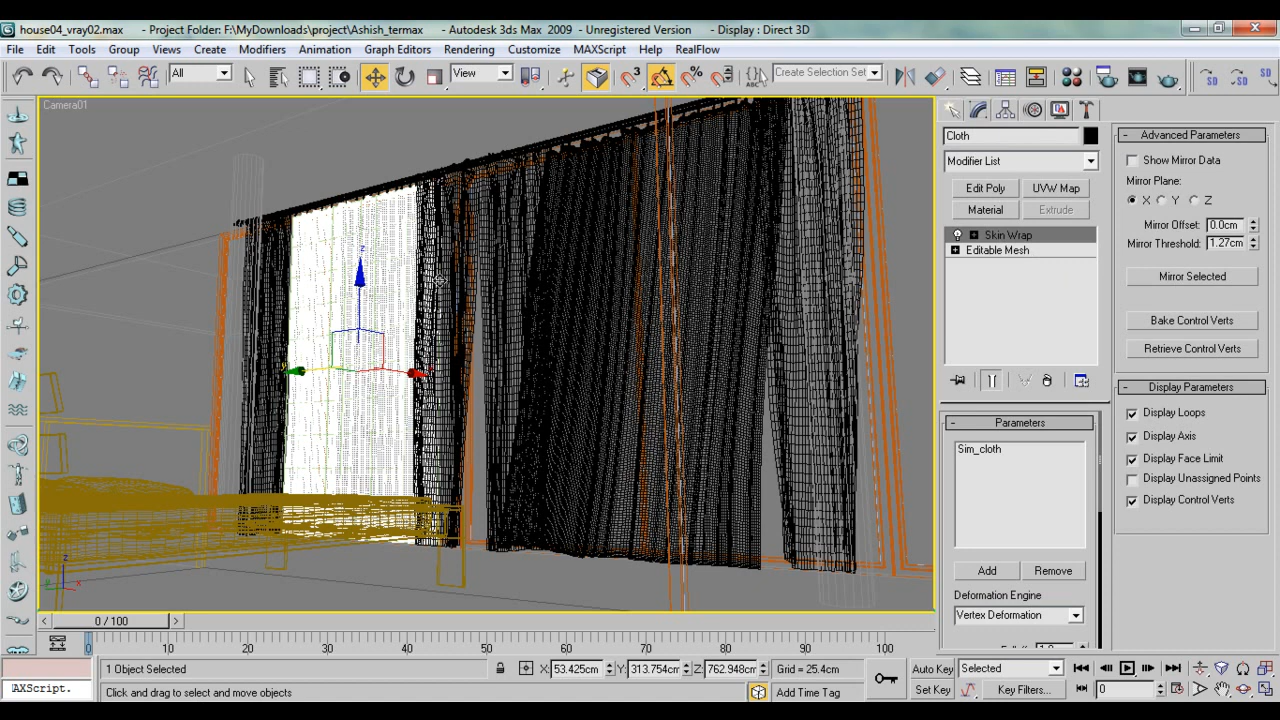 house04_vray02.max - Project Folder: F:\MyDownloads\project\Ashish_termax - Autodesk 3ds Max 2009 - Unregistered Version - Display : Direct 3D
File Edit Tools Group Views Create Modifiers Animation Graph Editors Rendering Customize MAXScript Help RealFlow
All View Create Selection Set
Camera01
Cloth
Modifier List
Edit Poly UVW Map
Material Extrude
Skin Wrap
Editable Mesh
Parameters
Sim_cloth
Add Remove
Deformation Engine
Vertex Deformation
Advanced Parameters
Show Mirror Data
Mirror Plane:
X Y Z
Mirror Offset: 0.0cm
Mirror Threshold: 1.27cm
Mirror Selected
Bake Control Verts
Retrieve Control Verts
Display Parameters
Display Loops
Display Axis
Display Face Limit
Display Unassigned Points
Display Control Verts
0 / 100
0 10 20 30 40 50 60 70 80 90 100
1 Object Selected X: 53.425cm Y: 313.754cm Z: 762.948cm Grid = 25.4cm Auto Key Selected
AXScript. Click and drag to select and move objects Add Time Tag Set Key Key Filters... 0